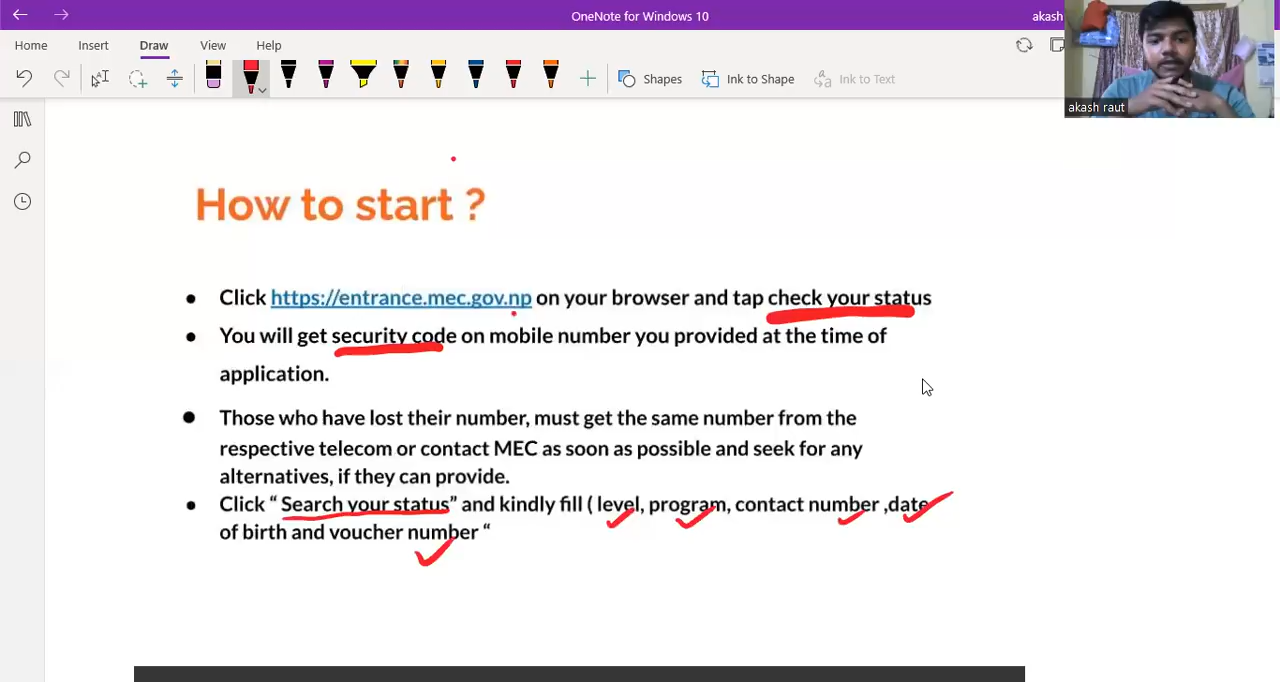 OneNote for Windows 10
akash
Home Insert Draw View Help
Shapes Ink to Shape Ink to Text
akash raut
How to start ?
Click https://entrance.mec.gov.np on your browser and tap check your status
You will get security code on mobile number you provided at the time of
application.
Those who have lost their number, must get the same number from the
respective telecom or contact MEC as soon as possible and seek for any
alternatives, if they can provide.
Click “ Search your status” and kindly fill ( level, program, contact number ,date
of birth and voucher number “